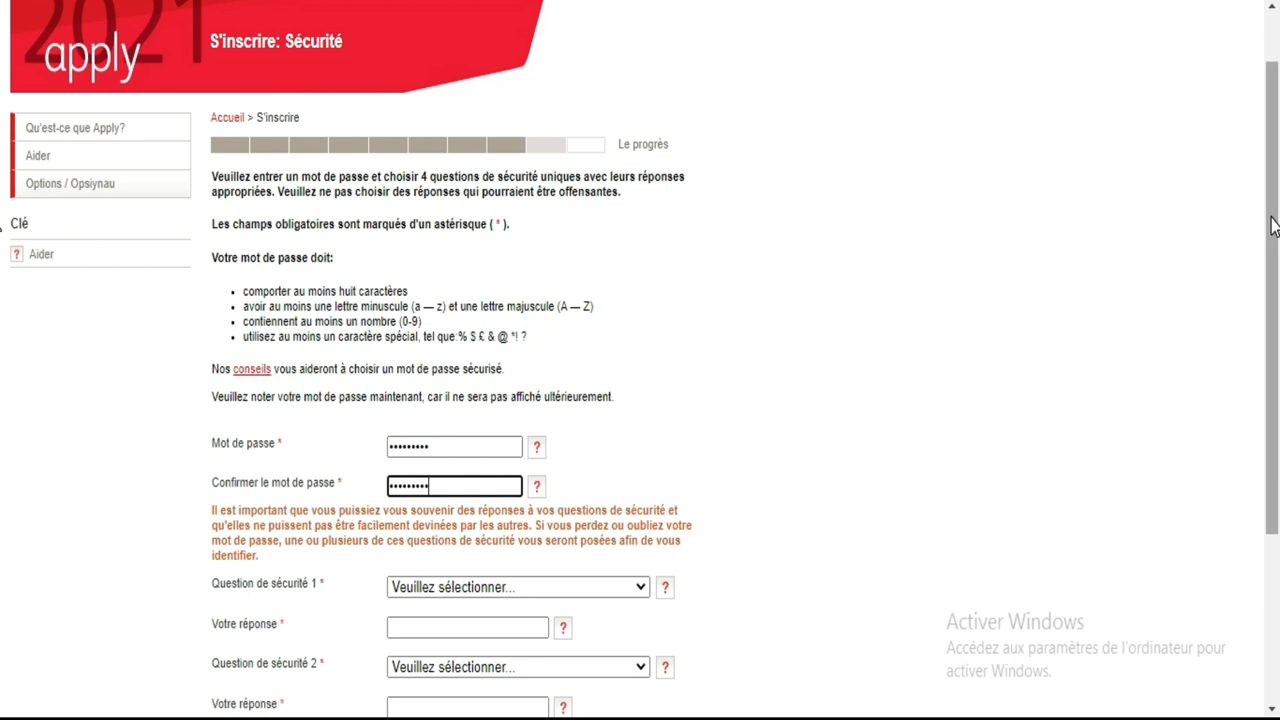 2021
apply
S'inscrire: Sécurité
Qu'est-ce que Apply?
Aider
Options / Opsiynau
Clé
? Aider
Accueil > S'inscrire
Le progrès
Veuillez entrer un mot de passe et choisir 4 questions de sécurité uniques avec leurs réponses
appropriées. Veuillez ne pas choisir des réponses qui pourraient être offensantes.
Les champs obligatoires sont marqués d'un astérisque ( * ).
Votre mot de passe doit:
• comporter au moins huit caractères
• avoir au moins une lettre minuscule (a — z) et une lettre majuscule (A — Z)
• contiennent au moins un nombre (0-9)
• utilisez au moins un caractère spécial, tel que:% $ £ & @ *! ?
Nos conseils vous aideront à choisir un mot de passe sécurisé.
Veuillez noter votre mot de passe maintenant, car il ne sera pas affiché ultérieurement.
Mot de passe * ••••••••• ?
Confirmer le mot de passe * ••••••••• ?
Il est important que vous puissiez vous souvenir des réponses à vos questions de sécurité et
qu'elles ne puissent pas être facilement devinées par les autres. Si vous perdez ou oubliez votre
mot de passe, une ou plusieurs de ces questions de sécurité vous seront posées afin de vous
identifier.
Question de sécurité 1 * Veuillez sélectionner... ?
Votre réponse * ?
Question de sécurité 2 * Veuillez sélectionner... ?
Votre réponse * ?
Activer Windows
Accédez aux paramètres de l'ordinateur pour
activer Windows.